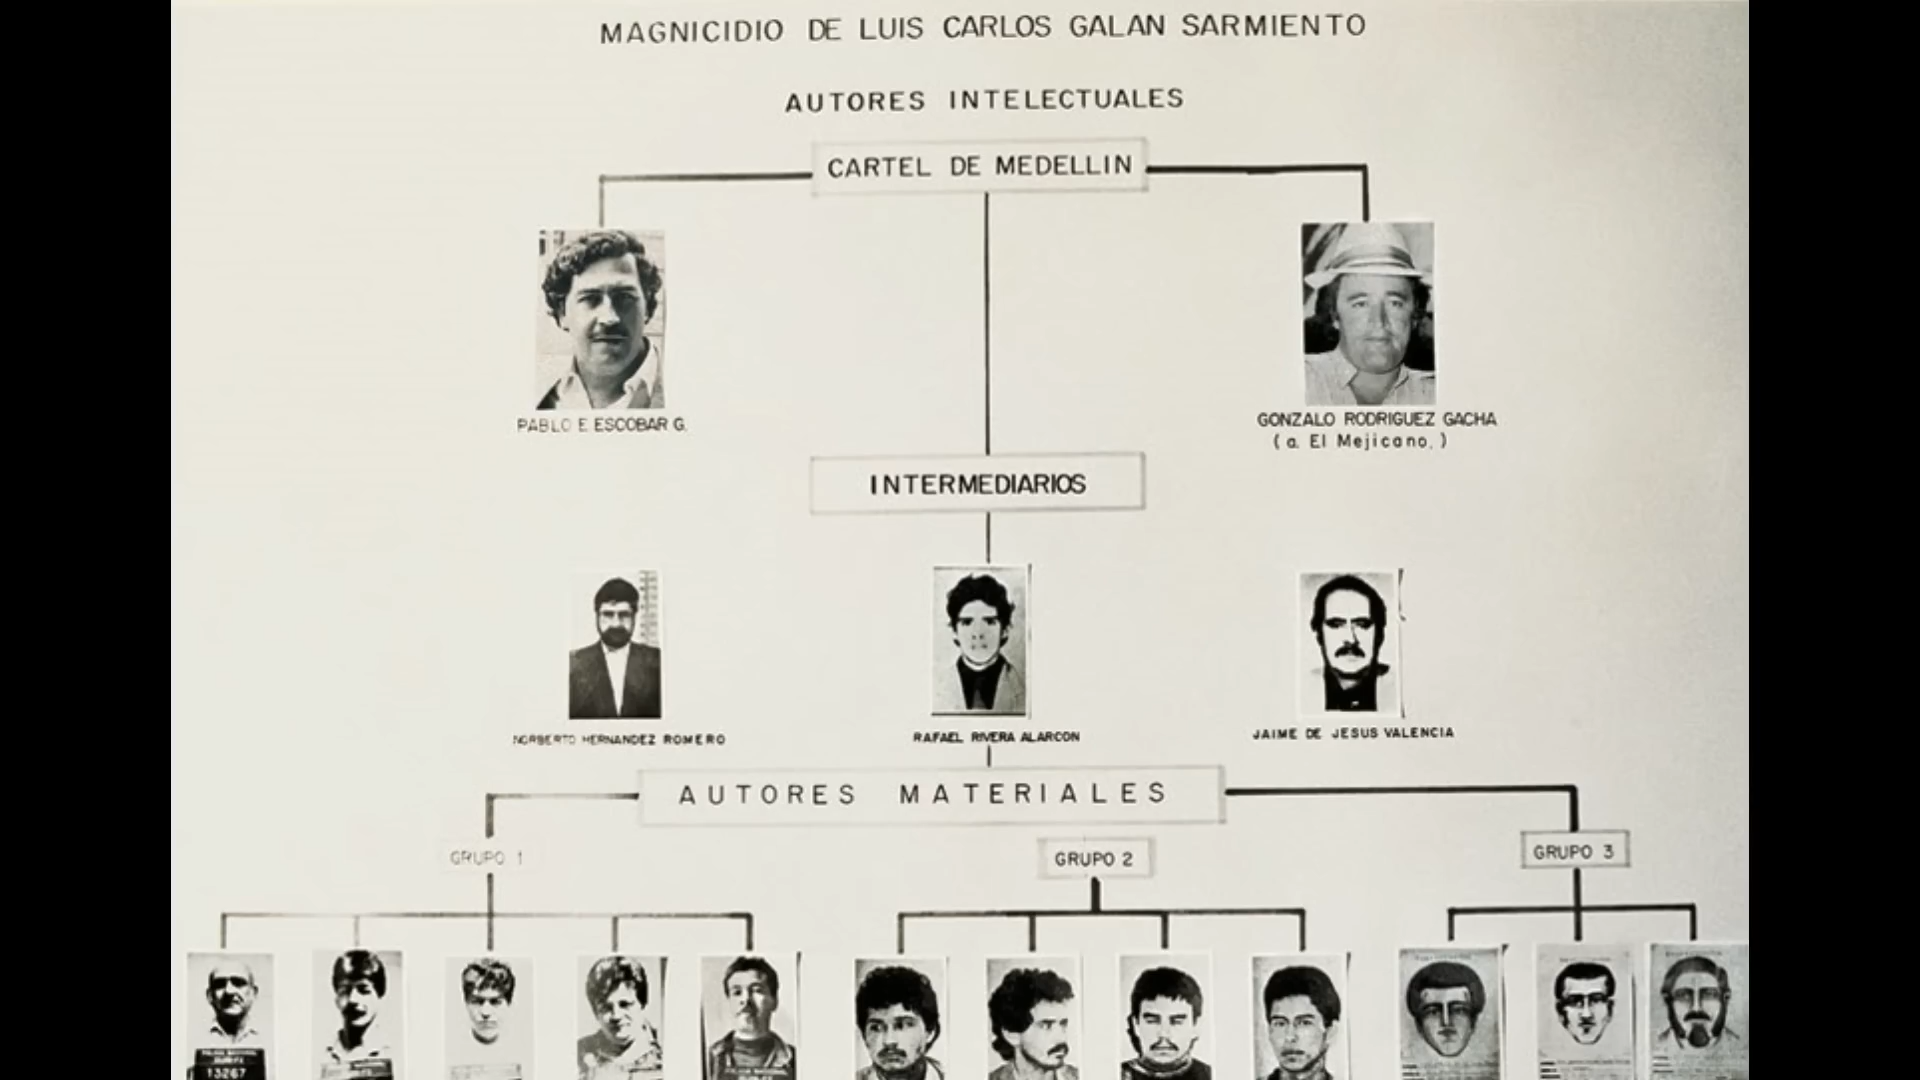 MAGNICIDIO DE LUIS CARLOS GALAN SARMIENTO
AUTORES INTELECTUALES
CARTEL DE MEDELLIN
PABLO E ESCOBAR G.
GONZALO RODRIGUEZ GACHA
(a. El Mejicano.)
INTERMEDIARIOS
NORBERTO HERNANDEZ ROMERO
RAFAEL RIVERA ALARCON
JAIME DE JESUS VALENCIA
AUTORES MATERIALES
GRUPO 1
GRUPO 2
GRUPO 3
13267